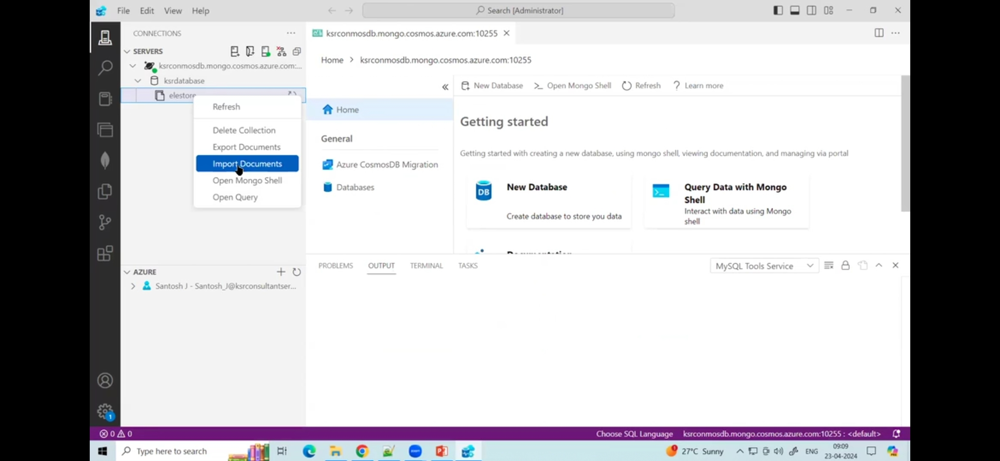 File Edit View Help
Search [Administrator]
CONNECTIONS
SERVERS
ksrconmosdb.mongo.cosmos.azure.com:...
ksrdatabase
elestore
Refresh
Delete Collection
Export Documents
Import Documents
Open Mongo Shell
Open Query
AZURE
Santosh J - Santosh_J@ksrconsultantser...
ksrconmosdb.mongo.cosmos.azure.com:10255
Home > ksrconmosdb.mongo.cosmos.azure.com:10255
New Database Open Mongo Shell Refresh ? Learn more
Home
General
Azure CosmosDB Migration
Databases
Getting started
Getting started with creating a new database, using mongo shell, viewing documentation, and managing via portal
DB
New Database
Create database to store you data
Query Data with Mongo
Shell
Interact with data using Mongo
shell
Documentation
PROBLEMS OUTPUT TERMINAL TASKS
MySQL Tools Service
1
0 0
Choose SQL Language ksrconmosdb.mongo.cosmos.azure.com:10255 : <default>
Type here to search
zoom
27°C Sunny
ENG
09:09
23-04-2024